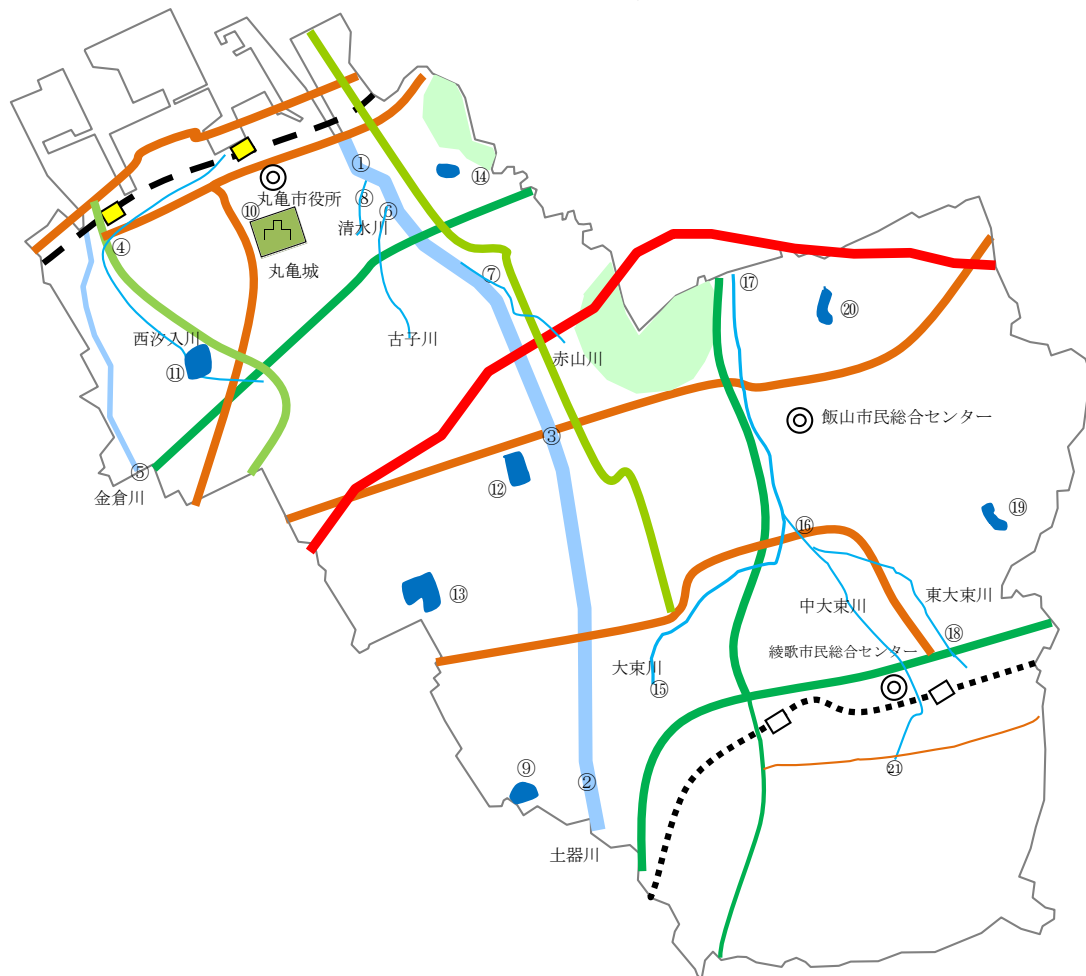 ①
⑭
⑧
丸亀市役所
⑩
⑥
清水川
④
丸亀城
⑦
⑰
⑳
西汐入川
古子川
赤山川
⑪
飯山市民総合センター
③
⑤
金倉川
⑫
⑲
⑯
⑬
東大束川
中大束川
⑱
綾歌市民総合センター
大束川
⑮
⑨
②
㉑
土器川